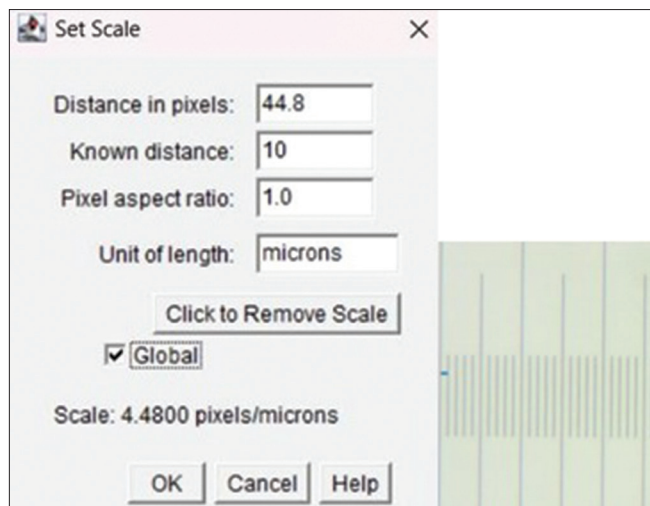 Set Scale
Distance in pixels: 44.8
Known distance: 10
Pixel aspect ratio: 1.0
Unit of length: microns
Click to Remove Scale
Global
Scale: 4.4800 pixels/microns
OK Cancel Help